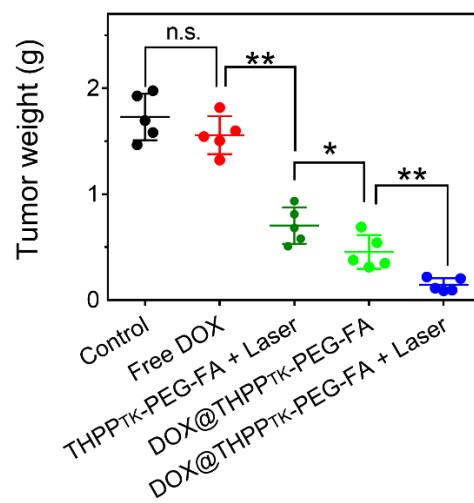 n.s.
**
*
**
Tumor weight (g)
2
1
0
Control
Free DOX
THPPTK-PEG-FA + Laser
DOX@THPPTK-PEG-FA
DOX@THPPTK-PEG-FA + Laser